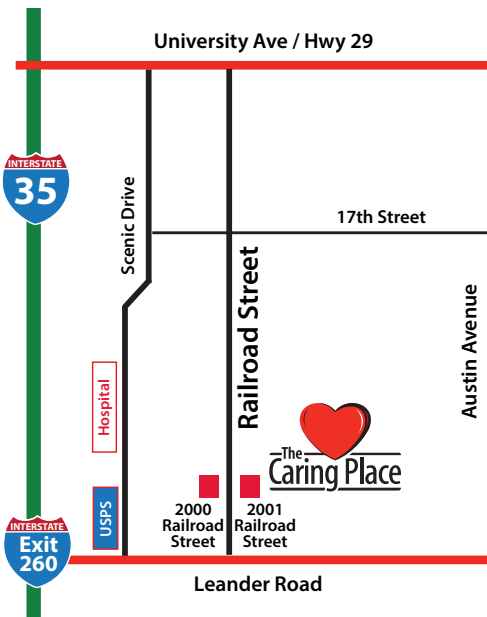 University Ave / Hwy 29
INTERSTATE
35
Scenic Drive
17th Street
Railroad Street
Austin Avenue
Hospital
The
Caring Place
USPS
2000
Railroad
Street
2001
Railroad
Street
INTERSTATE
Exit
260
Leander Road